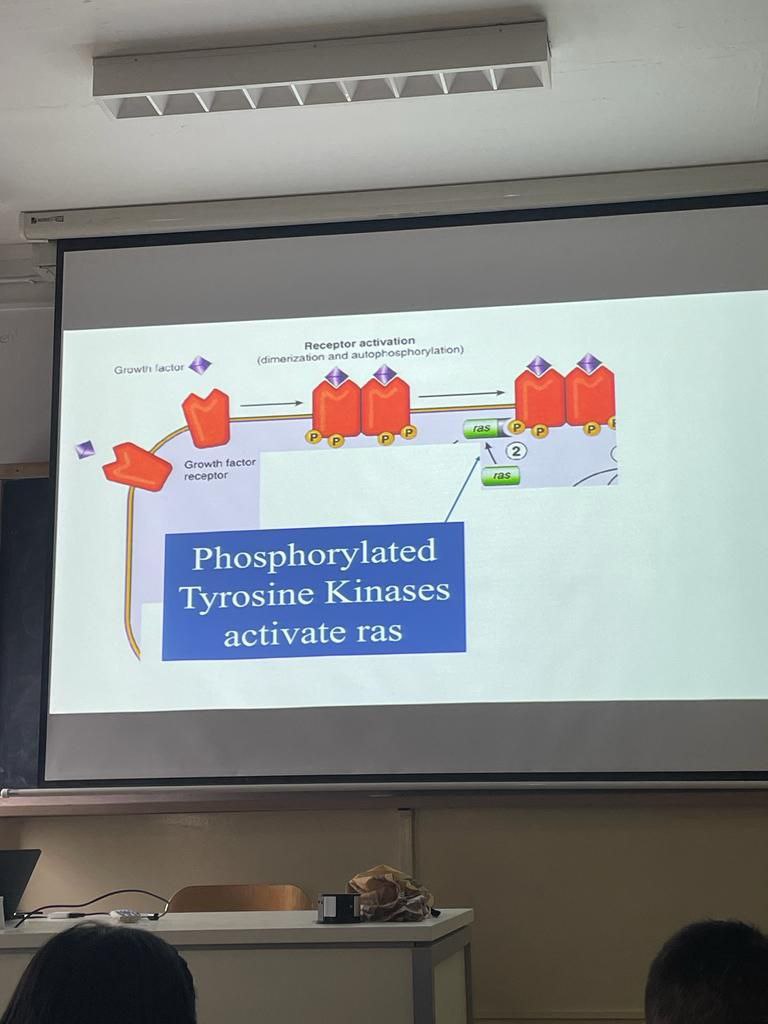 Receptor activation
(dimerization and autophosphorylation)
Growth factor
Growth factor
receptor
P
P
P
P
P
P
P
P
ras
2
ras
Phosphorylated
Tyrosine Kinases
activate ras